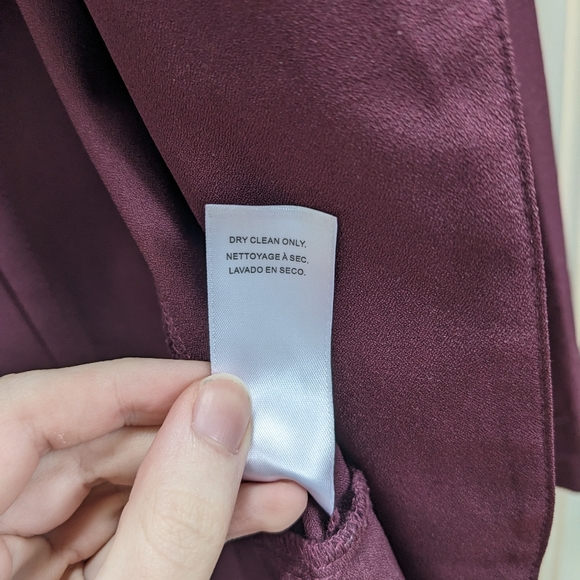 DRY CLEAN ONLY.
NETTOYAGE À SEC.
LAVADO EN SECO.